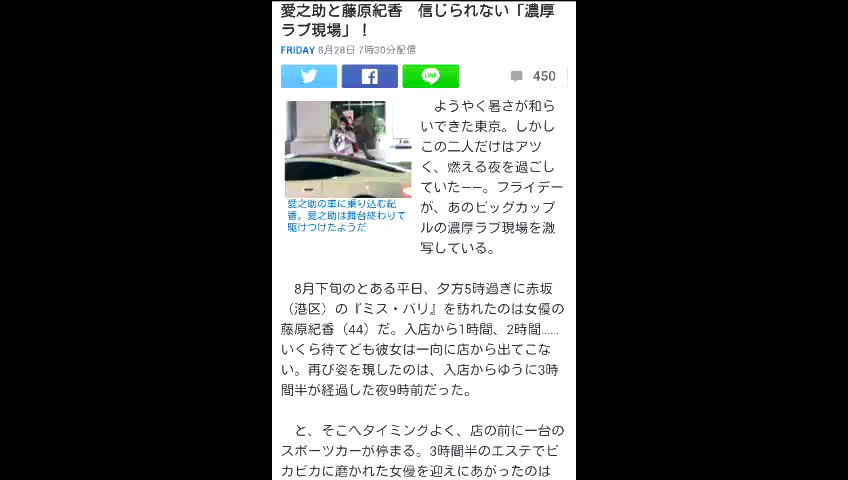 愛之助と藤原紀香　信じられない「濃厚
ラブ現場」！
FRIDAY 8月28日 7時30分配信
450
ようやく暑さが和ら
いできた東京。しかし
この二人だけはアツ
く、燃える夜を過ごし
ていた――。フライデー
が、あのビッグカップ
ルの濃厚ラブ現場を激
写している。
愛之助の車に乗り込む紀
香。愛之助は舞台終わりで
駆けつけたようだ
8月下旬のとある平日、夕方5時過ぎに赤坂
（港区）の『ミス・パリ』を訪れたのは女優の
藤原紀香（44）だ。入店から1時間、2時間……
いくら待てども彼女は一向に店から出てこな
い。再び姿を現したのは、入店からゆうに3時
間半が経過した夜9時前だった。
と、そこへタイミングよく、店の前に一台の
スポーツカーが停まる。3時間半のエステでピ
カピカに磨かれた女優を迎えにあがったのは